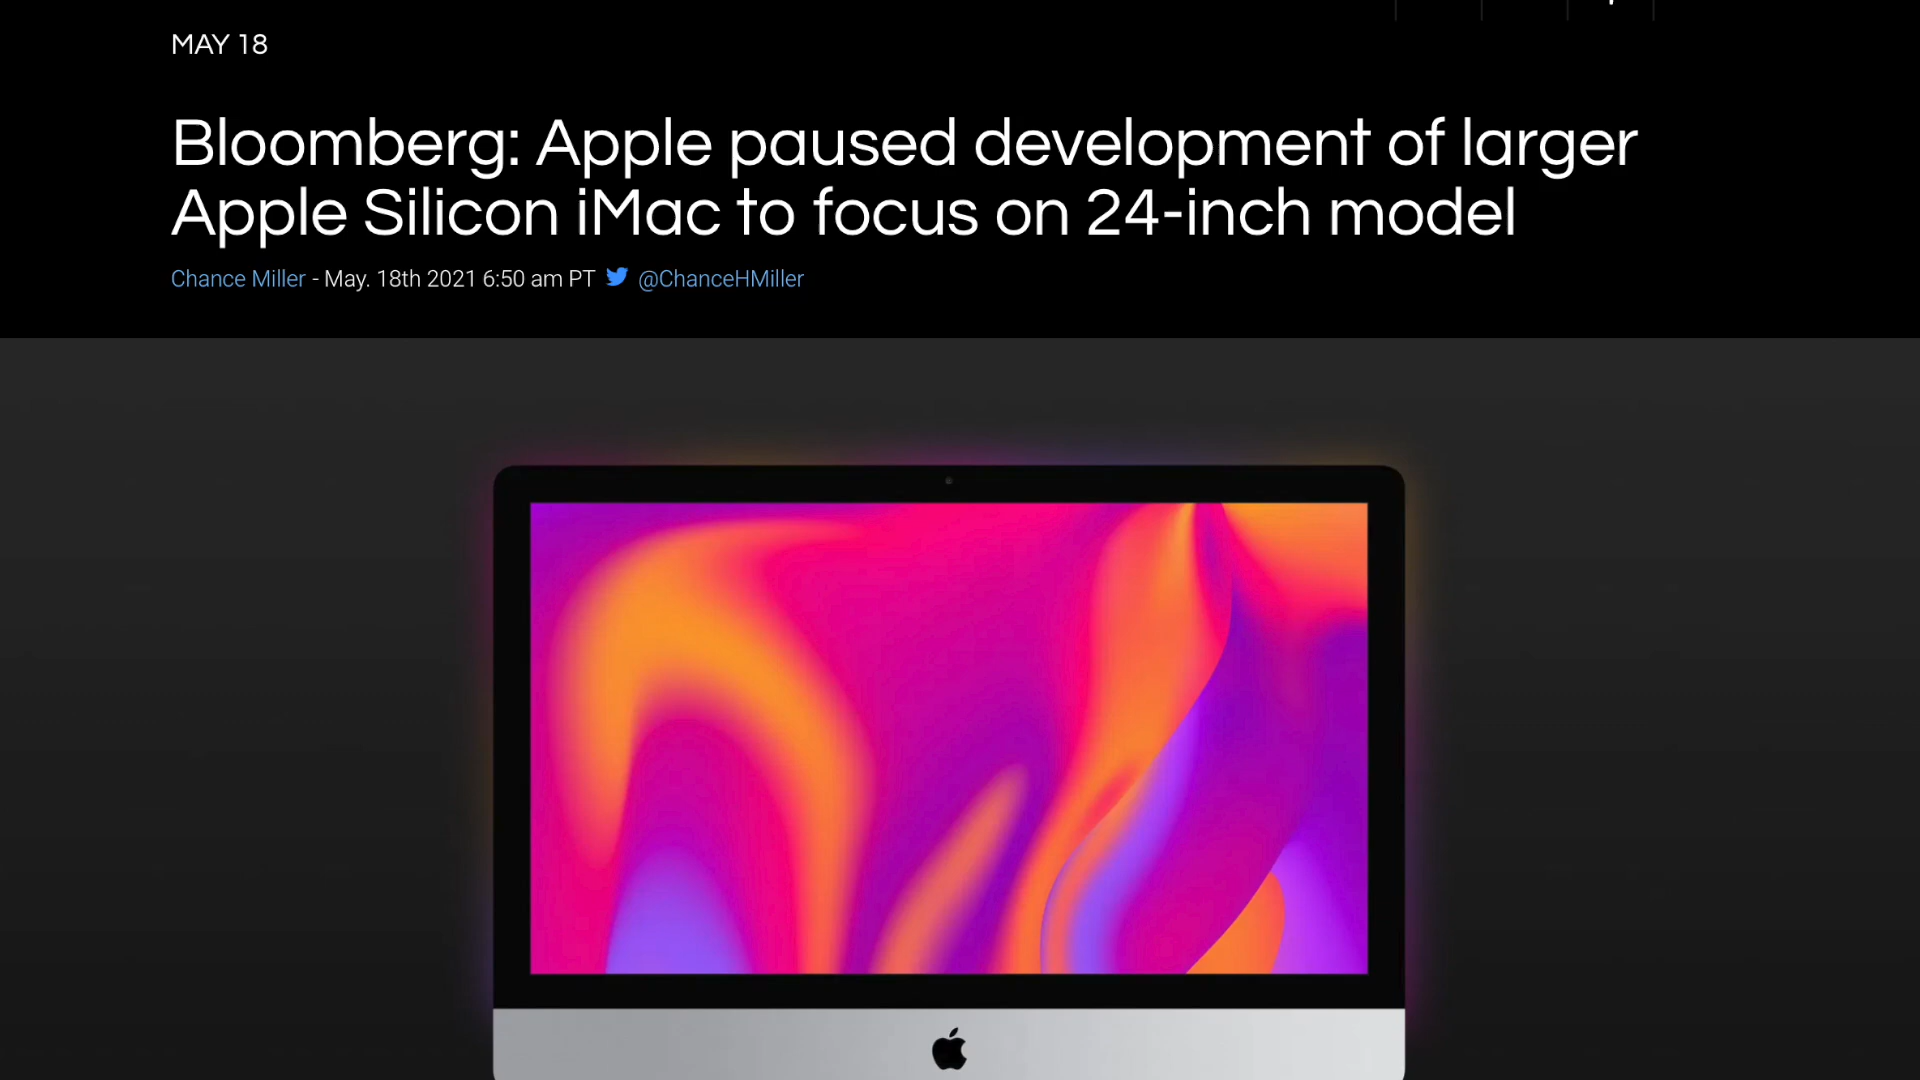 MAY 18
Bloomberg: Apple paused development of larger
Apple Silicon iMac to focus on 24-inch model
Chance Miller - May. 18th 2021 6:50 am PT @ChanceHMiller